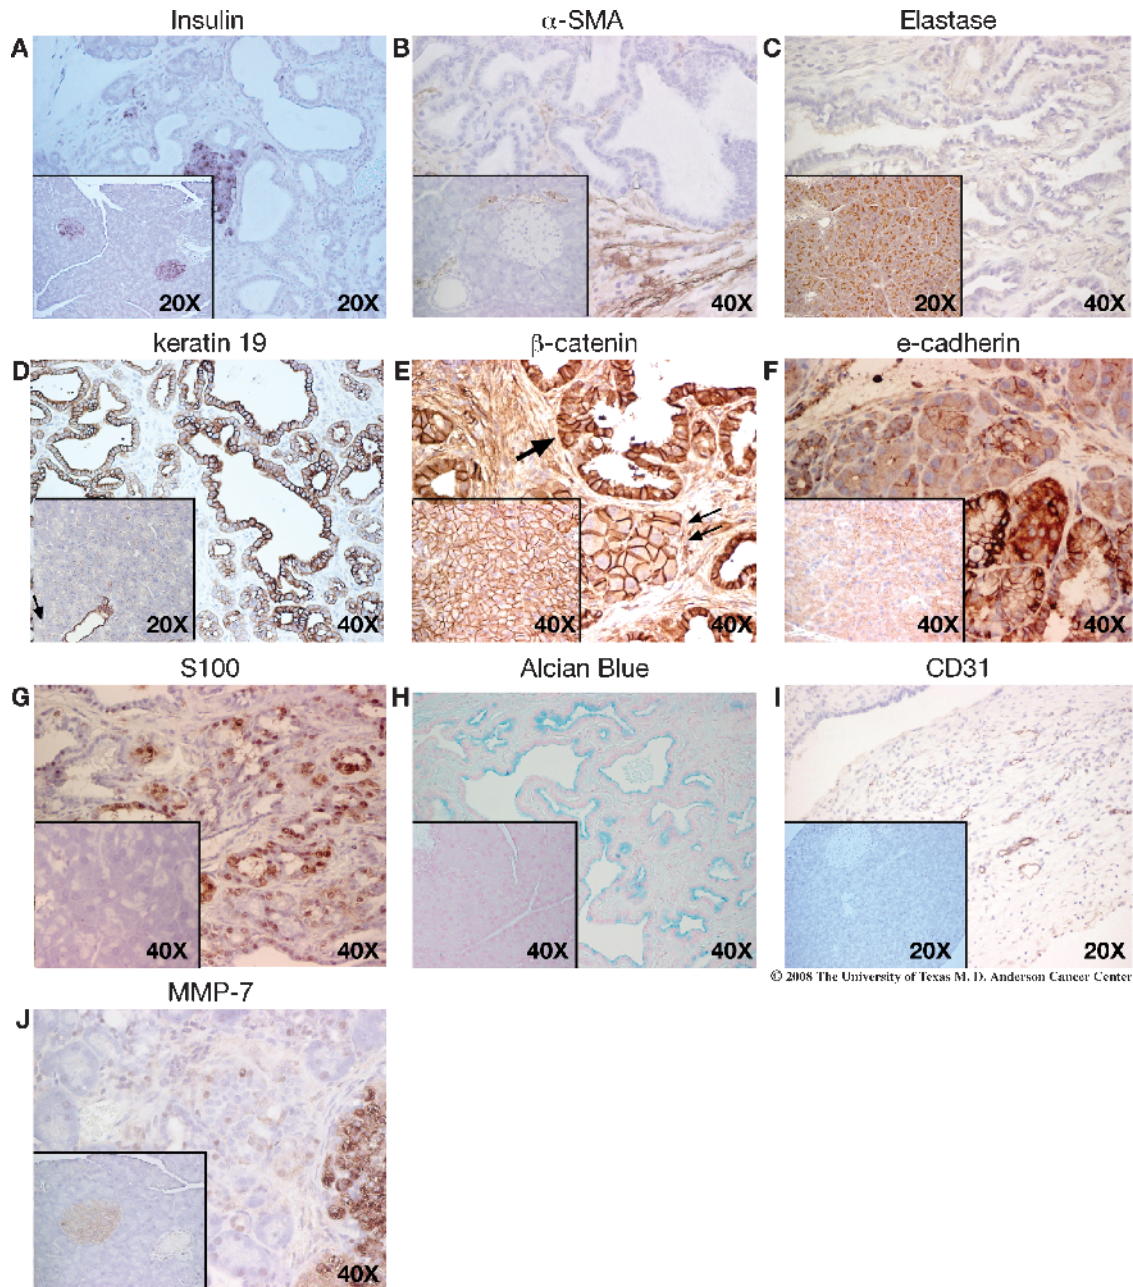 Insulin
α-SMA
Elastase
A
B
C
20X
20X
40X
20X
40X
keratin 19
β-catenin
e-cadherin
D
E
F
20X
40X
40X
40X
40X
40X
S100
Alcian Blue
CD31
G
H
I
40X
40X
40X
40X
20X
20X
© 2008 The University of Texas M. D. Anderson Cancer Center
MMP-7
J
40X